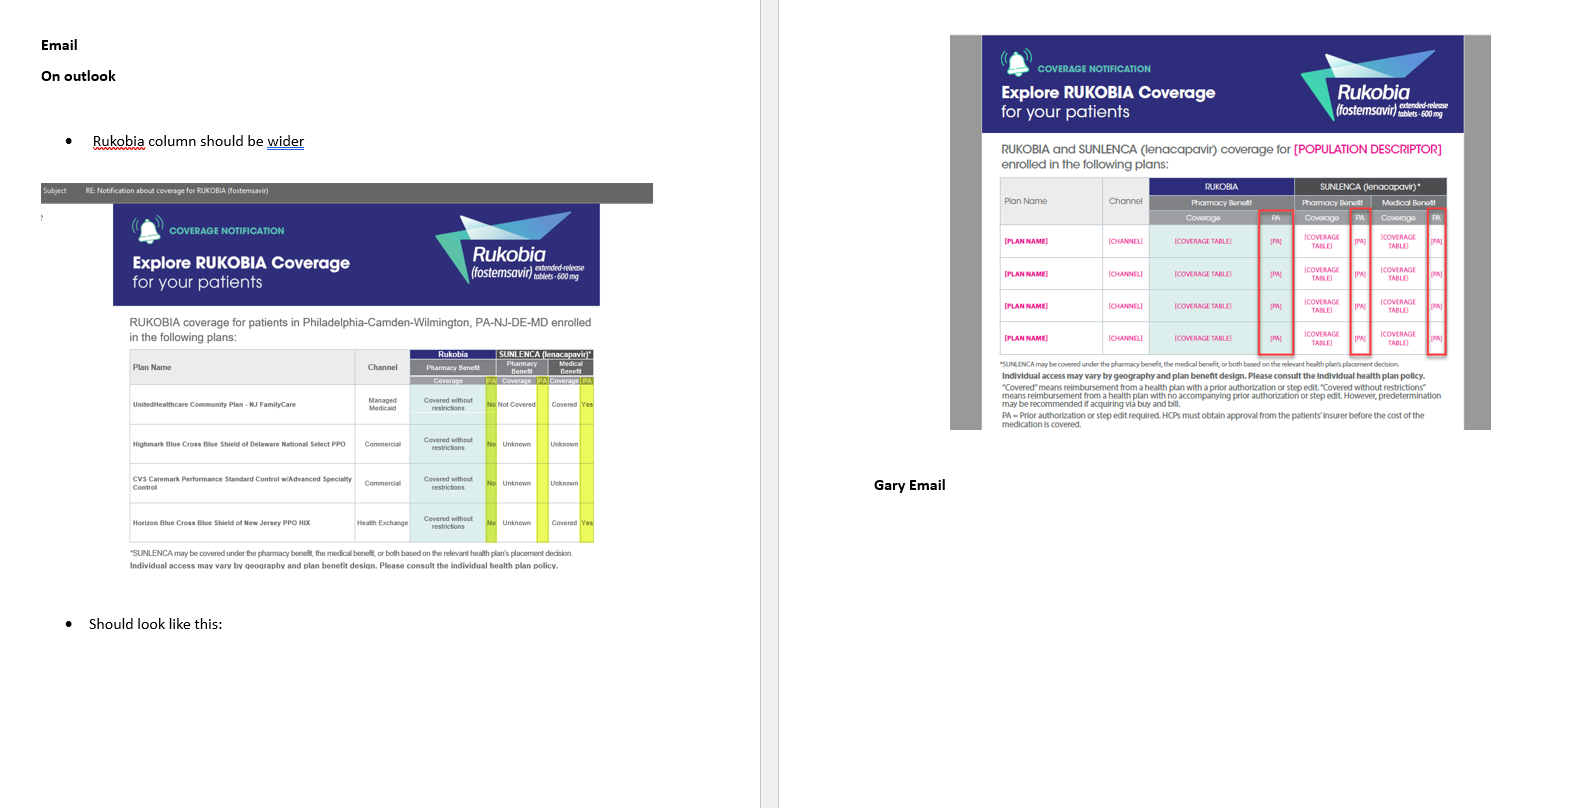 Email
On outlook
• Rukobia column should be wider
Subject RE: Notification about coverage for RUKOBIA (fostemsavir)
COVERAGE NOTIFICATION
Explore RUKOBIA Coverage
for your patients
Rukobia
(fostemsavir) extended-release
tablets · 600 mg
RUKOBIA coverage for patients in Philadelphia-Camden-Wilmington, PA-NJ-DE-MD enrolled
in the following plans:
Rukobia SUNLENCA (lenacapavir)*
Plan Name Channel Pharmacy Benefit Pharmacy Benefit Medical Benefit
Coverage PA Coverage PA Coverage PA
UnitedHealthcare Community Plan - NJ FamilyCare Managed Medicaid Covered without restrictions No Not Covered Covered Yes
Highmark Blue Cross Blue Shield of Delaware National Select PPO Commercial Covered without restrictions No Unknown Unknown
CVS Caremark Performance Standard Control w/Advanced Specialty Control Commercial Covered without restrictions No Unknown Unknown
Horizon Blue Cross Blue Shield of New Jersey PPO HIX Health Exchange Covered without restrictions No Unknown Covered Yes
*SUNLENCA may be covered under the pharmacy benefit, the medical benefit, or both based on the relevant health plan's placement decision.
Individual access may vary by geography and plan benefit design. Please consult the individual health plan policy.
• Should look like this:
COVERAGE NOTIFICATION
Explore RUKOBIA Coverage
for your patients
Rukobia
(fostemsavir) extended-release
tablets · 600 mg
RUKOBIA and SUNLENCA (lenacapavir) coverage for [POPULATION DESCRIPTOR]
enrolled in the following plans:
RUKOBIA SUNLENCA (lenacapavir)*
Plan Name Channel Pharmacy Benefit Pharmacy Benefit Medical Benefit
Coverage PA Coverage PA Coverage PA
[PLAN NAME] [CHANNEL] [COVERAGE TABLE] [PA] [COVERAGE TABLE] [PA] [COVERAGE TABLE] [PA]
[PLAN NAME] [CHANNEL] [COVERAGE TABLE] [PA] [COVERAGE TABLE] [PA] [COVERAGE TABLE] [PA]
[PLAN NAME] [CHANNEL] [COVERAGE TABLE] [PA] [COVERAGE TABLE] [PA] [COVERAGE TABLE] [PA]
[PLAN NAME] [CHANNEL] [COVERAGE TABLE] [PA] [COVERAGE TABLE] [PA] [COVERAGE TABLE] [PA]
*SUNLENCA may be covered under the pharmacy benefit, the medical benefit, or both based on the relevant health plan's placement decision.
Individual access may vary by geography and plan benefit design. Please consult the individual health plan policy.
"Covered" means reimbursement from a health plan with a prior authorization or step edit. "Covered without restrictions"
means reimbursement from a health plan with no accompanying prior authorization or step edit. However, predetermination
may be recommended if acquiring via buy and bill.
PA = Prior authorization or step edit required. HCPs must obtain approval from the patients' insurer before the cost of the
medication is covered.
Gary Email